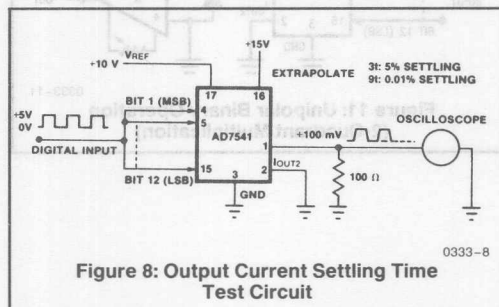 +15V
VREF
+10 V
EXTRAPOLATE
3t: 5% SETTLING
9t: 0.01% SETTLING
17
16
BIT 1 (MSB)
4
5
+5V
0V
AD7541
OSCILLOSCOPE
+100 mV
DIGITAL INPUT
1
IOUT2
BIT 12 (LSB)
15
3
2
100 Ω
GND
0333-8
Figure 8: Output Current Settling Time
Test Circuit